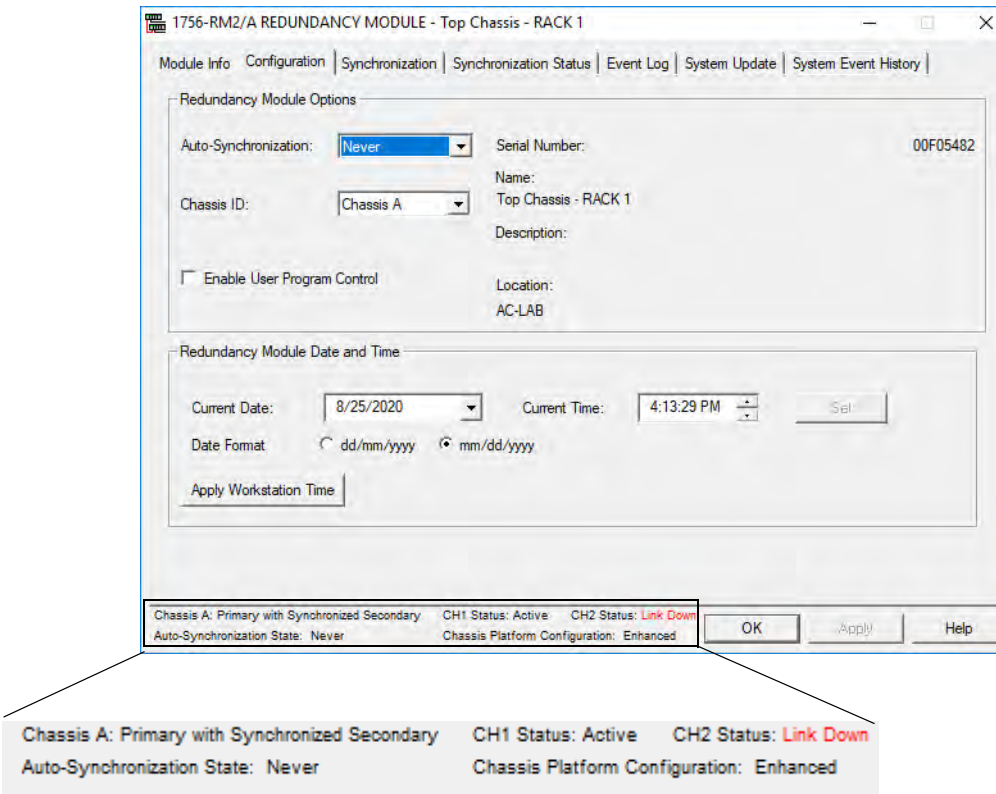 1756-RM2/A REDUNDANCY MODULE - Top Chassis - RACK 1
Module Info Configuration Synchronization Synchronization Status Event Log System Update System Event History
Redundancy Module Options
Auto-Synchronization: Never Serial Number: 00F05482
Name:
Chassis ID: Chassis A Top Chassis - RACK 1
Description:
Enable User Program Control
Location:
AC-LAB
Redundancy Module Date and Time
Current Date: 8/25/2020 Current Time: 4:13:29 PM Set
Date Format dd/mm/yyyy mm/dd/yyyy
Apply Workstation Time
Chassis A: Primary with Synchronized Secondary CH1 Status: Active CH2 Status: Link Down
Auto-Synchronization State: Never Chassis Platform Configuration: Enhanced
OK Apply Help
Chassis A: Primary with Synchronized Secondary CH1 Status: Active CH2 Status: Link Down
Auto-Synchronization State: Never Chassis Platform Configuration: Enhanced